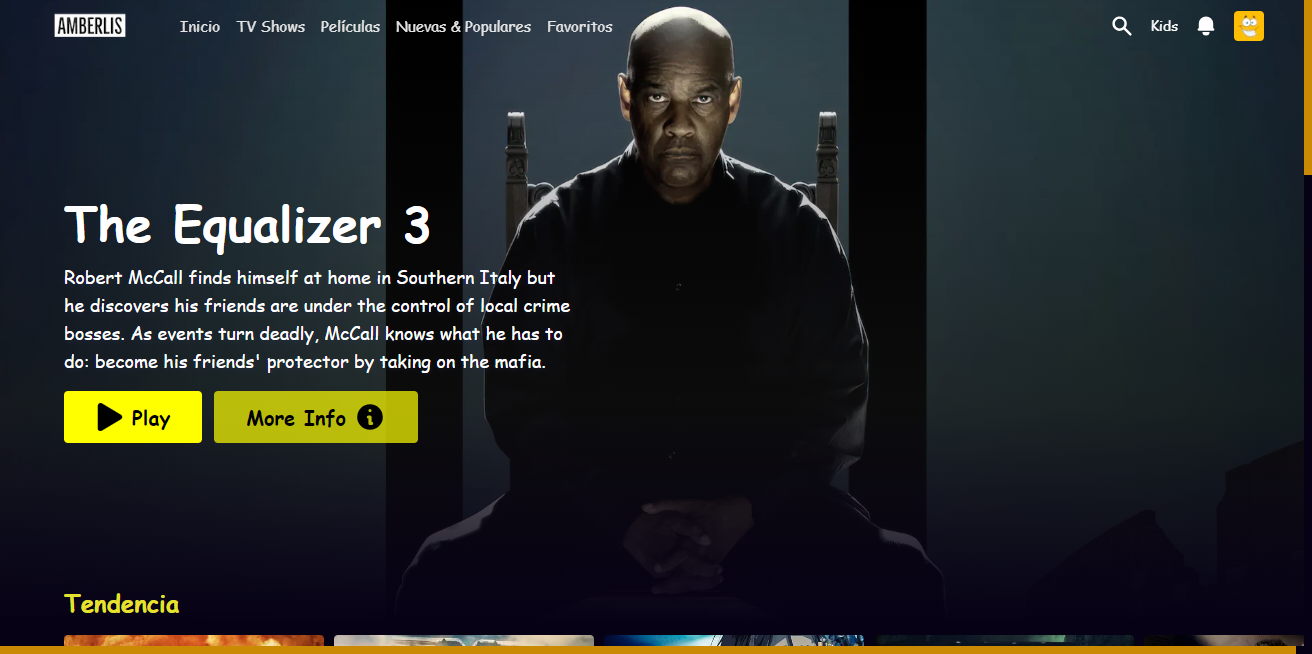 AMBERLIS
Inicio TV Shows Películas Nuevas & Populares Favoritos
Kids
The Equalizer 3
Robert McCall finds himself at home in Southern Italy but
he discovers his friends are under the control of local crime
bosses. As events turn deadly, McCall knows what he has to
do: become his friends' protector by taking on the mafia.
Play
More Info
Tendencia